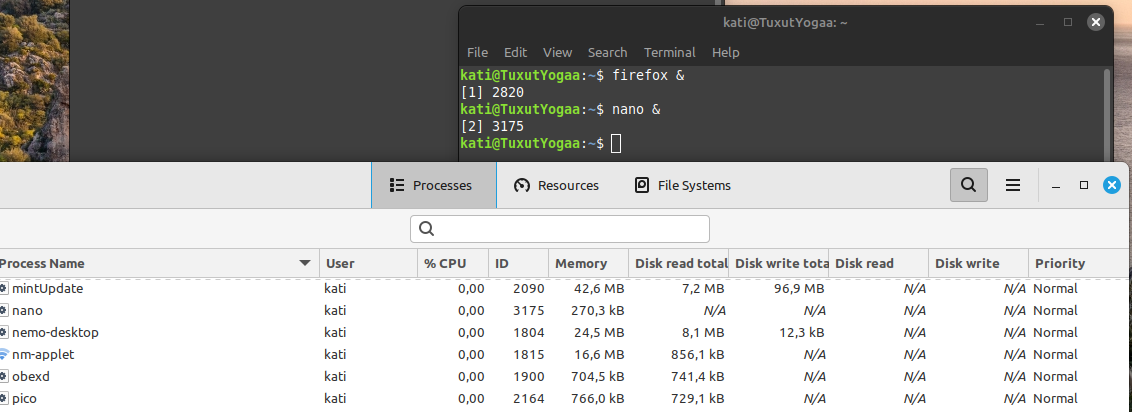 kati@TuxutYogaa: ~
File Edit View Search Terminal Help
kati@TuxutYogaa:~$ firefox &
[1] 2820
kati@TuxutYogaa:~$ nano &
[2] 3175
kati@TuxutYogaa:~$
Processes Resources File Systems
Process Name User % CPU ID Memory Disk read total Disk write tota Disk read Disk write Priority
mintUpdate kati 0,00 2090 42,6 MB 7,2 MB 96,9 MB N/A N/A Normal
nano kati 0,00 3175 270,3 kB N/A N/A N/A N/A Normal
nemo-desktop kati 0,00 1804 24,5 MB 8,1 MB 12,3 kB N/A N/A Normal
nm-applet kati 0,00 1815 16,6 MB 856,1 kB N/A N/A N/A Normal
obexd kati 0,00 1900 704,5 kB 741,4 kB N/A N/A N/A Normal
pico kati 0,00 2164 766,0 kB 729,1 kB N/A N/A N/A Normal